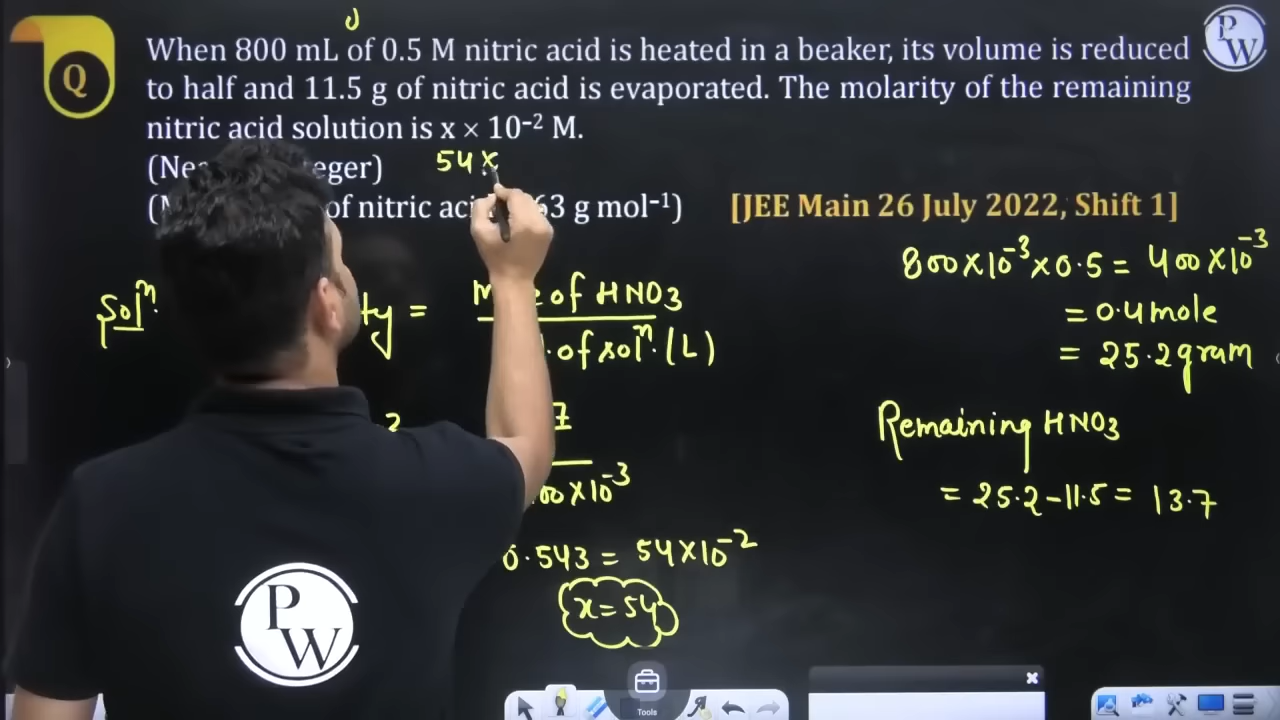 Q
When 800 mL of 0.5 M nitric acid is heated in a beaker, its volume is reduced
to half and 11.5 g of nitric acid is evaporated. The molarity of the remaining
nitric acid solution is x × 10⁻² M.
54 x
of nitric 63 g mol⁻¹) [JEE Main 26 July 2022, Shift 1]
800×10⁻³×0.5 = 400×10⁻³
= 0.4 mole
= 25.2 gram
Solⁿ. = of HNO3
of solⁿ. (L)
Remaining HNO3
= 25.2-11.5 = 13.7
0.543 = 54×10⁻²
x = 54
PW
PW
Tools